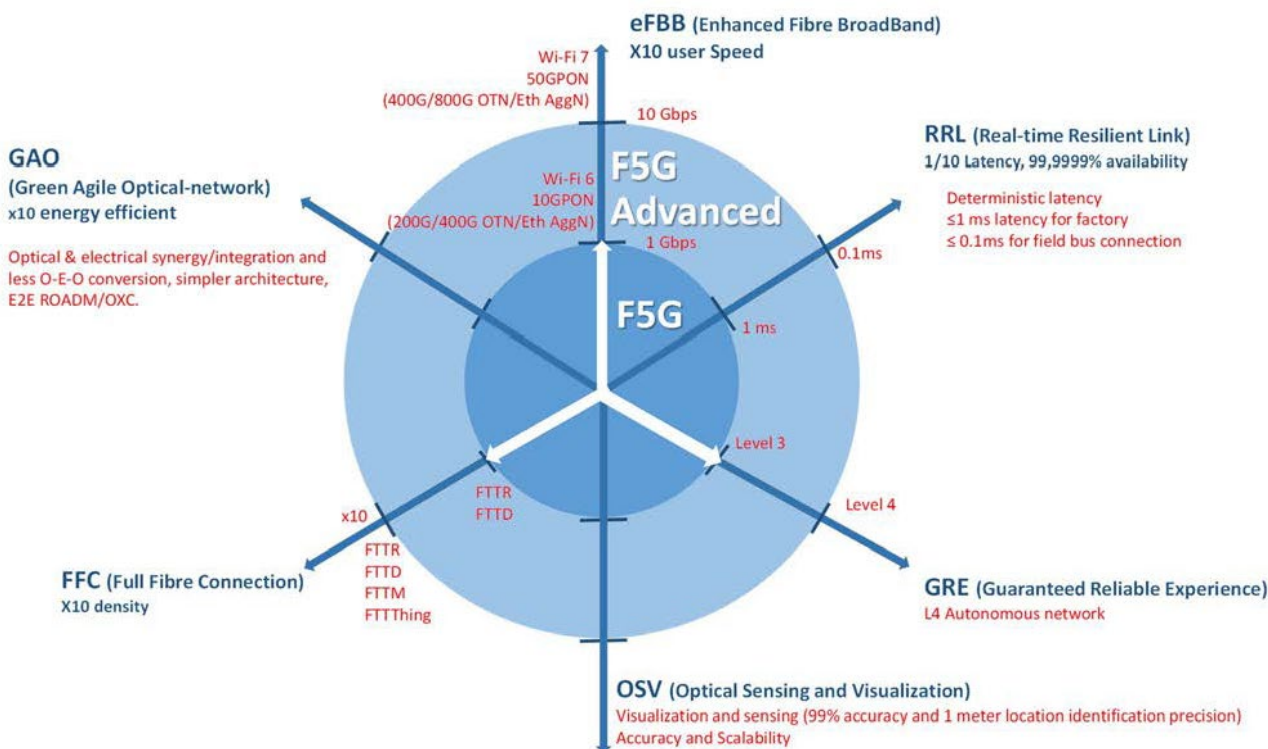 eFBB (Enhanced Fibre BroadBand)
X10 user Speed
Wi-Fi 7
50GPON
(400G/800G OTN/Eth AggN)
10 Gbps
RRL (Real-time Resilient Link)
1/10 Latency, 99,9999% availability
Deterministic latency
≤1 ms latency for factory
≤ 0.1ms for field bus connection
GAO
(Green Agile Optical-network)
x10 energy efficient
Optical & electrical synergy/integration and
less O-E-O conversion, simpler architecture,
E2E ROADM/OXC.
F5G
Advanced
Wi-Fi 6
10GPON
(200G/400G OTN/Eth AggN)
1 Gbps
0.1ms
F5G
1 ms
Level 3
Level 4
FTTR
FTTD
x10
FTTR
FTTD
FTTM
FTTThing
FFC (Full Fibre Connection)
X10 density
GRE (Guaranteed Reliable Experience)
L4 Autonomous network
OSV (Optical Sensing and Visualization)
Visualization and sensing (99% accuracy and 1 meter location identification precision)
Accuracy and Scalability